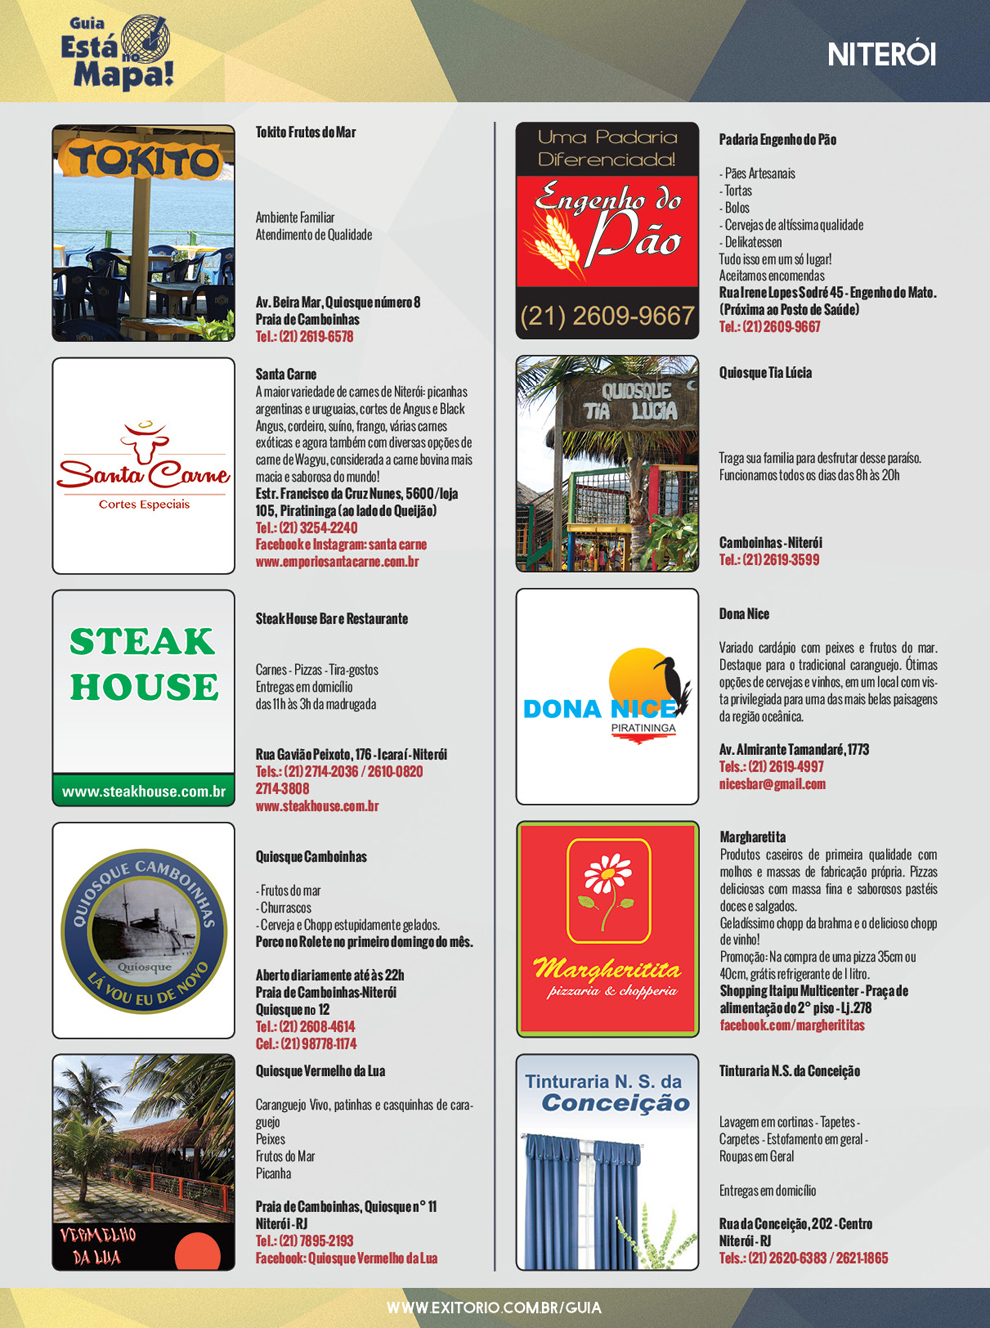 Guia
Está no
Mapa!
NITERÓI
TOKITO
Tokito Frutos do Mar
Ambiente Familiar
Atendimento de Qualidade
Av. Beira Mar, Quiosque número 8
Praia de Camboinhas
Tel.: (21) 2619-6578
Santa Carne
Cortes Especiais
Santa Carne
A maior variedade de carnes de Niterói: picanhas
argentinas e uruguaias, cortes de Angus e Black
Angus, cordeiro, suíno, frango, várias carnes
exóticas e agora também com diversas opções de
carne de Wagyu, considerada a carne bovina mais
macia e saborosa do mundo!
Estr. Francisco da Cruz Nunes, 5600/loja
105, Piratininga (ao lado do Queijão)
Tel.: (21) 3254-2240
Facebook e Instagram: santa carne
www.emporiosantacarne.com.br
STEAK
HOUSE
www.steakhouse.com.br
Steak House Bar e Restaurante
Carnes - Pizzas - Tira-gostos
Entregas em domicílio
das 11h às 3h da madrugada
Rua Gavião Peixoto, 176 - Icaraí - Niterói
Tels.: (21) 2714-2036 / 2610-0820
2714-3808
www.steakhouse.com.br
QUIOSQUE CAMBOINHAS
Quiosque
LÁ VOU EU DE NOVO
Quiosque Camboinhas
- Frutos do mar
- Churrascos
- Cerveja e Chopp estupidamente gelados.
Porco no Rolete no primeiro domingo do mês.
Aberto diariamente até às 22h
Praia de Camboinhas-Niterói
Quiosque no 12
Tel.: (21) 2608-4614
Cel.: (21) 98778-1174
VERMELHO
DA LUA
Quiosque Vermelho da Lua
Caranguejo Vivo, patinhas e casquinhas de cara-
guejo
Peixes
Frutos do Mar
Picanha
Praia de Camboinhas, Quiosque n° 11
Niterói - RJ
Tel.: (21) 7895-2193
Facebook: Quiosque Vermelho da Lua
Uma Padaria
Diferenciada!
Engenho do
Pão
(21) 2609-9667
Padaria Engenho do Pão
- Pães Artesanais
- Tortas
- Bolos
- Cervejas de altíssima qualidade
- Delikatessen
Tudo isso em um só lugar!
Aceitamos encomendas
Rua Irene Lopes Sodré 45 - Engenho do Mato.
(Próxima ao Posto de Saúde)
Tel.: (21) 2609-9667
QUIOSQUE
TIA LUCIA
Quiosque Tia Lúcia
Traga sua familia para desfrutar desse paraíso.
Funcionamos todos os dias das 8h às 20h
Camboinhas - Niterói
Tel.: (21) 2619-3599
DONA NICE
PIRATININGA
Dona Nice
Variado cardápio com peixes e frutos do mar.
Destaque para o tradicional caranguejo. Ótimas
opções de cervejas e vinhos, em um local com vis-
ta privilegiada para uma das mais belas paisagens
da região oceânica.
Av. Almirante Tamandaré, 1773
Tels.: (21) 2619-4997
nicesbar@gmail.com
Margheritita
pizzaria & chopperia
Margharetita
Produtos caseiros de primeira qualidade com
molhos e massas de fabricação própria. Pizzas
deliciosas com massa fina e saborosos pastéis
doces e salgados.
Geladíssimo chopp da brahma e o delicioso chopp
de vinho!
Promoção: Na compra de uma pizza 35cm ou
40cm, grátis refrigerante de 1 litro.
Shopping Itaipu Multicenter - Praça de
alimentação do 2° piso - Lj.278
facebook.com/margherititas
Tinturaria N. S. da
Conceição
Tinturaria N.S. da Conceição
Lavagem em cortinas - Tapetes -
Carpetes - Estofamento em geral -
Roupas em Geral
Entregas em domicílio
Rua da Conceição, 202 - Centro
Niterói - RJ
Tels.: (21) 2620-6383 / 2621-1865
WWW.EXITORIO.COM.BR/GUIA